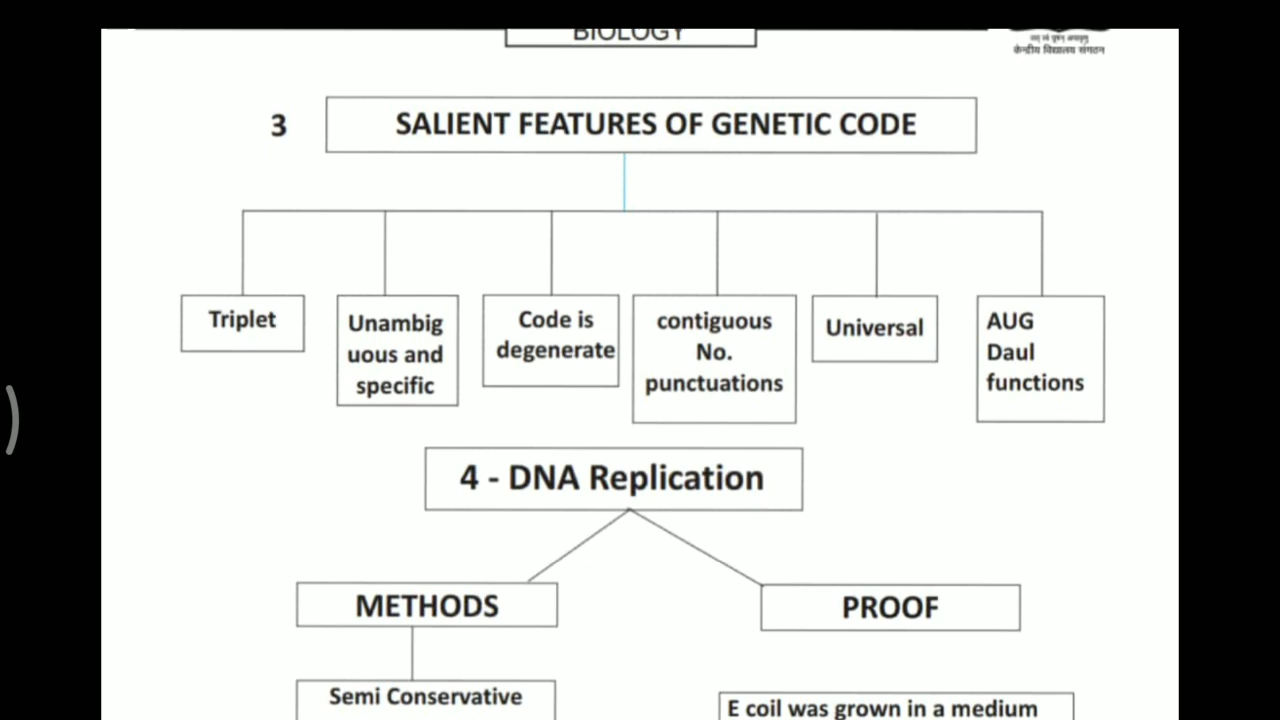 BIOLOGY
केन्द्रीय विद्यालय संगठन
3
SALIENT FEATURES OF GENETIC CODE
Triplet
Unambig
uous and
specific
Code is
degenerate
contiguous
No.
punctuations
Universal
AUG
Daul
functions
4 - DNA Replication
METHODS
PROOF
Semi Conservative
E coil was grown in a medium